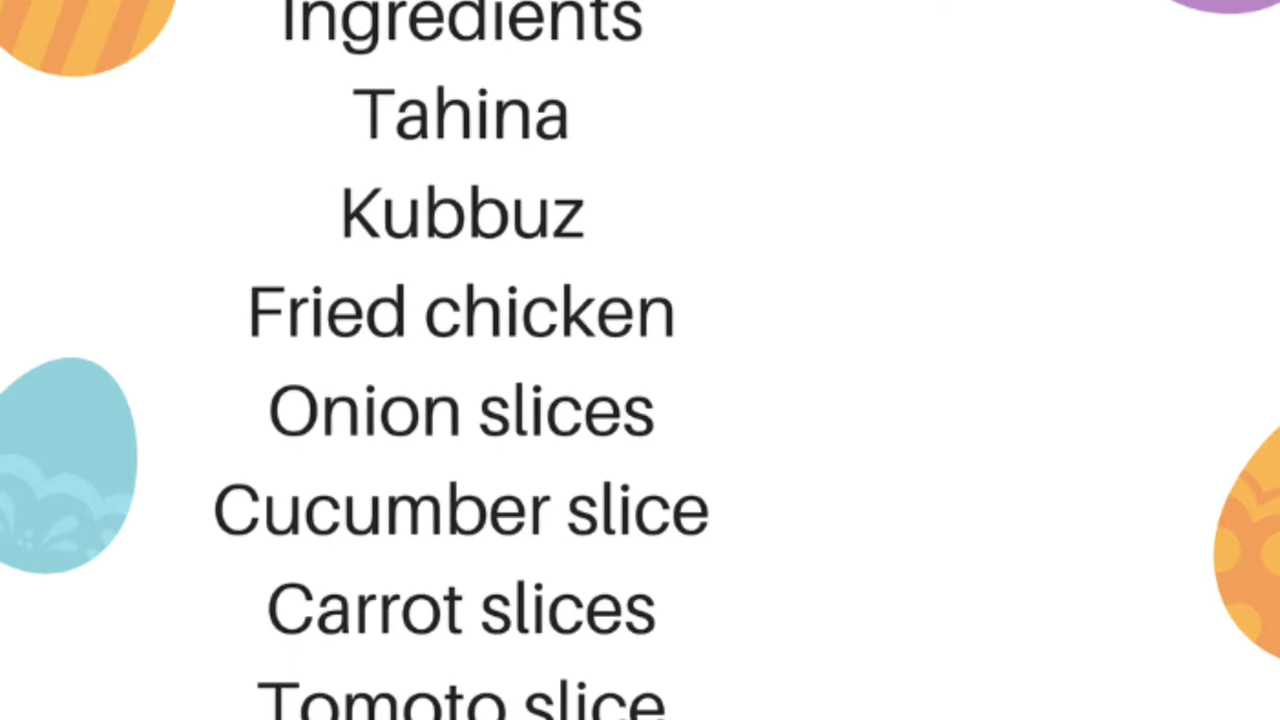 Ingredients
Tahina
Kubbuz
Fried chicken
Onion slices
Cucumber slice
Carrot slices
Tomoto slice